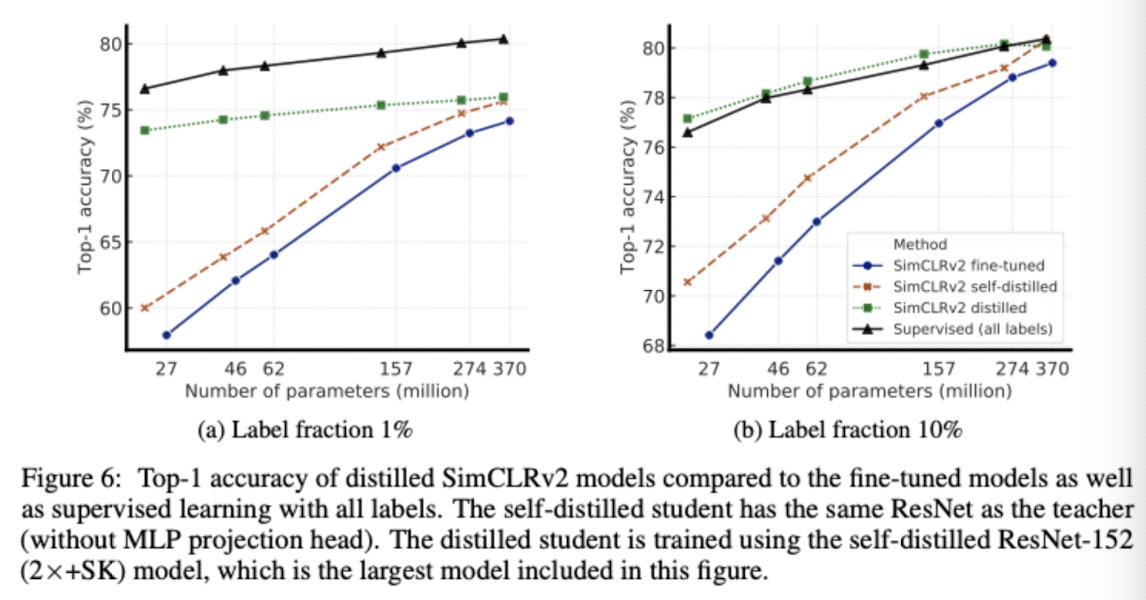 Top-1 accuracy (%)
80
75
70
65
60
27 46 62 157 274 370
Number of parameters (million)
(a) Label fraction 1%
Top-1 accuracy (%)
80
78
76
74
72
70
68
Method
SimCLRv2 fine-tuned
SimCLRv2 self-distilled
SimCLRv2 distilled
Supervised (all labels)
27 46 62 157 274 370
Number of parameters (million)
(b) Label fraction 10%
Figure 6: Top-1 accuracy of distilled SimCLRv2 models compared to the fine-tuned models as well
as supervised learning with all labels. The self-distilled student has the same ResNet as the teacher
(without MLP projection head). The distilled student is trained using the self-distilled ResNet-152
(2×+SK) model, which is the largest model included in this figure.